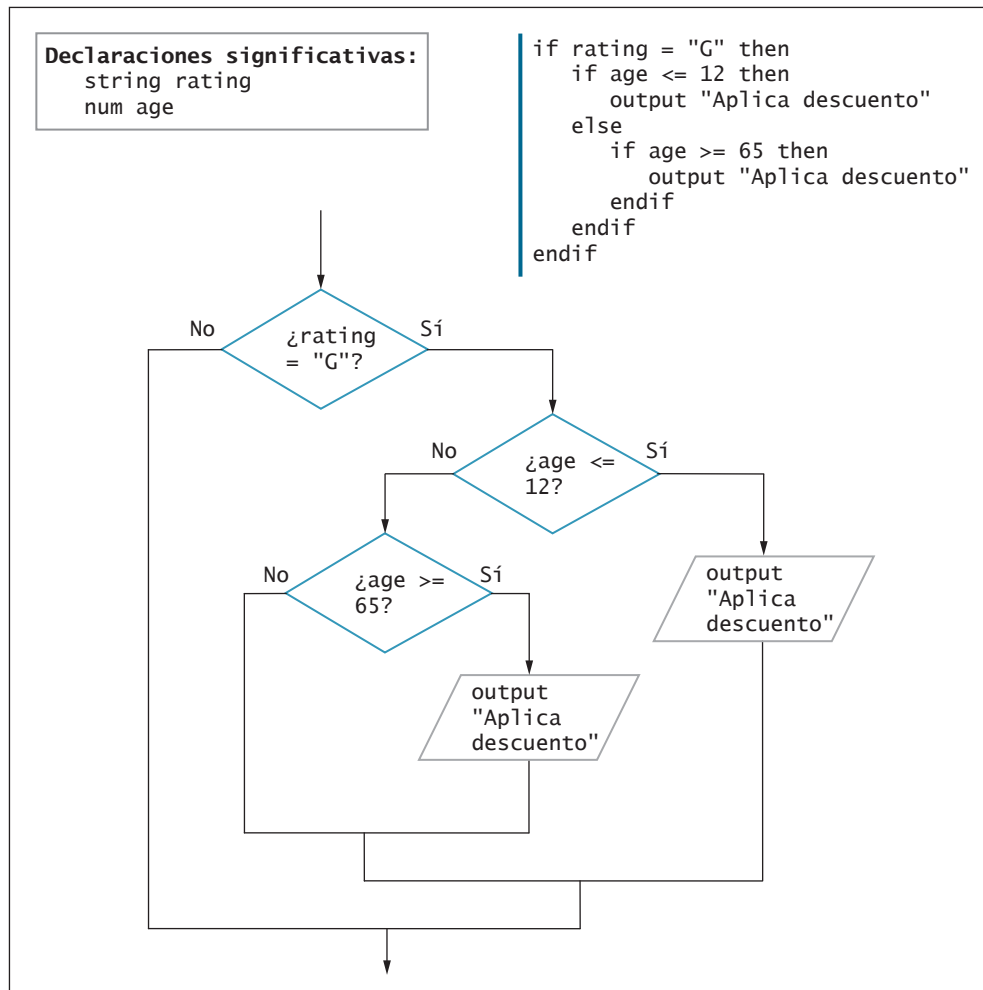 Declaraciones significativas:
string rating
num age
if rating = "G" then
if age <= 12 then
output "Aplica descuento"
else
if age >= 65 then
output "Aplica descuento"
endif
endif
endif
No
¿rating
= "G"?
Sí
No
¿age <=
12?
Sí
No
¿age >=
65?
Sí
output
"Aplica
descuento"
output
"Aplica
descuento"